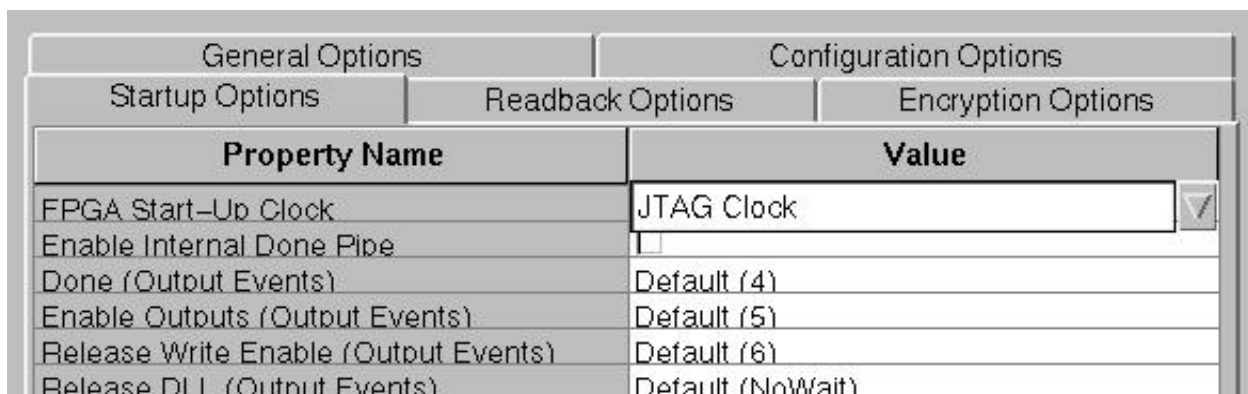 General Options Configuration Options
Startup Options Readback Options Encryption Options
Property Name Value
FPGA Start-Up Clock JTAG Clock
Enable Internal Done Pipe
Done (Output Events) Default (4)
Enable Outputs (Output Events) Default (5)
Release Write Enable (Output Events) Default (6)
Release DLL (Output Events) Default (NoWait)